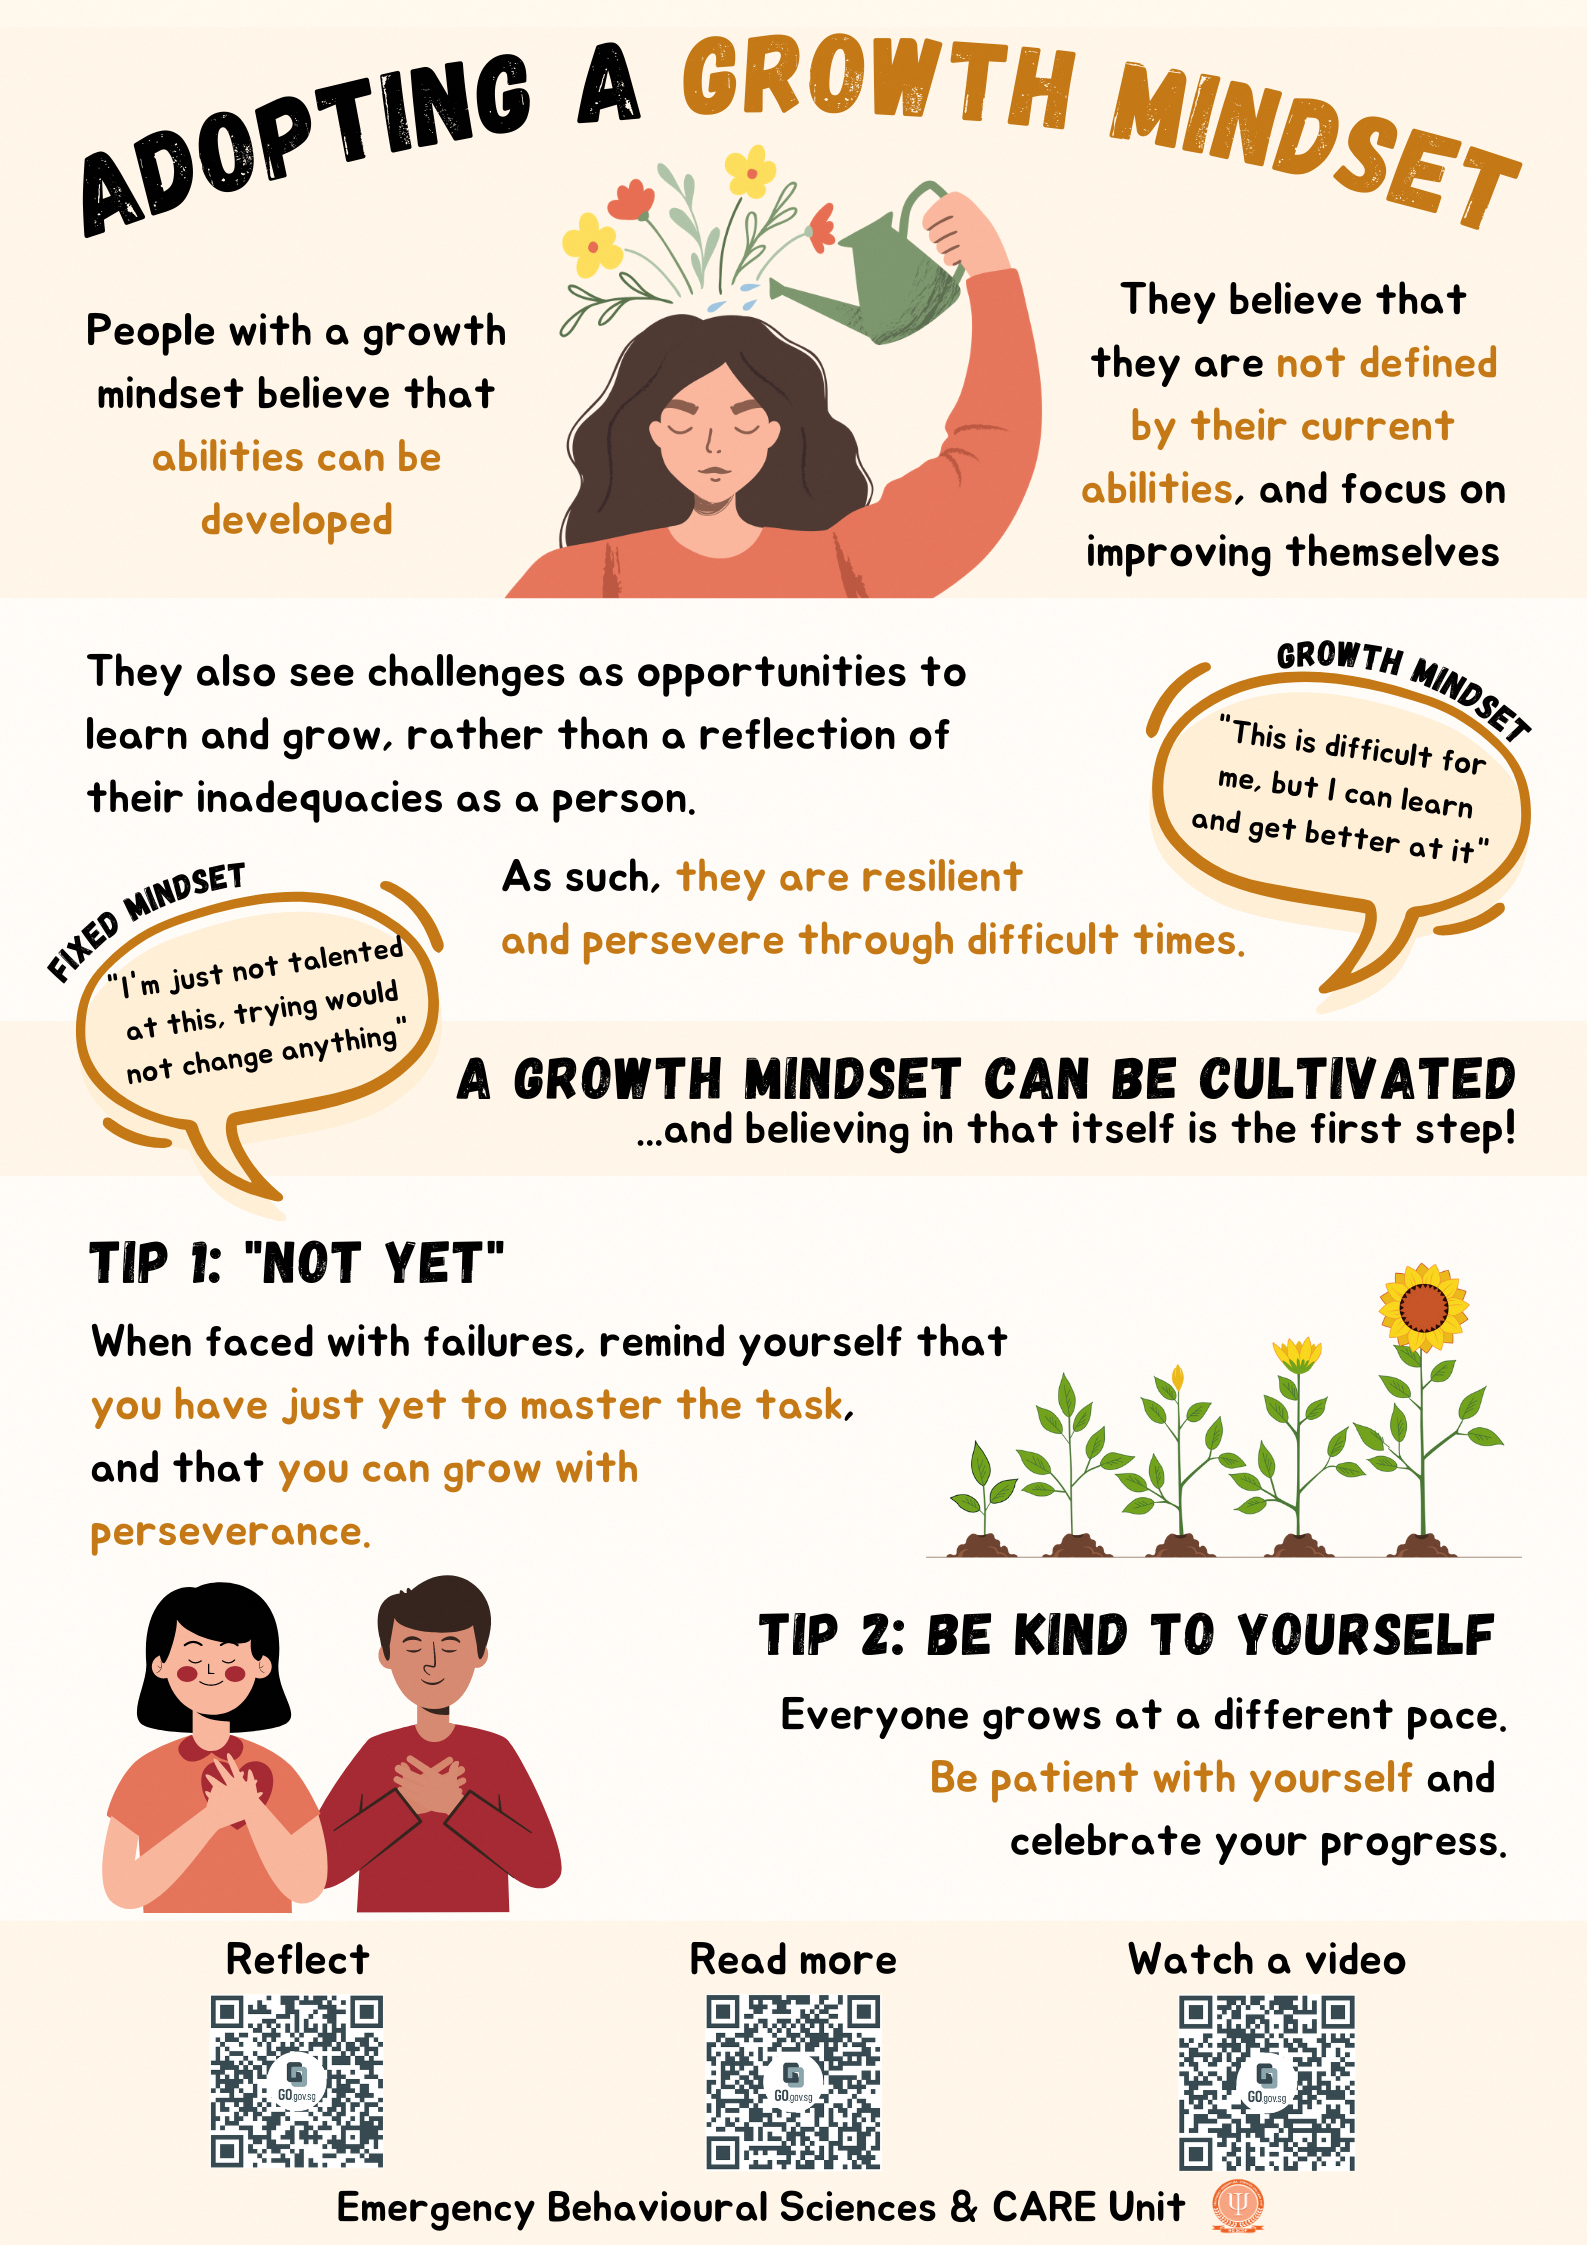 ADOPTING A GROWTH MINDSET
People with a growth
mindset believe that
abilities can be
developed
They believe that
they are not defined
by their current
abilities, and focus on
improving themselves
They also see challenges as opportunities to
learn and grow, rather than a reflection of
their inadequacies as a person.
GROWTH MINDSET
"This is difficult for
me, but I can learn
and get better at it"
As such, they are resilient
and persevere through difficult times.
FIXED MINDSET
"I'm just not talented
at this, trying would
not change anything"
A GROWTH MINDSET CAN BE CULTIVATED
...and believing in that itself is the first step!
TIP 1: "NOT YET"
When faced with failures, remind yourself that
you have just yet to master the task,
and that you can grow with
perseverance.
TIP 2: BE KIND TO YOURSELF
Everyone grows at a different pace.
Be patient with yourself and
celebrate your progress.
Reflect
Read more
Watch a video
GO.gov.sg
GO.gov.sg
GO.gov.sg
Emergency Behavioural Sciences & CARE Unit
Ψ